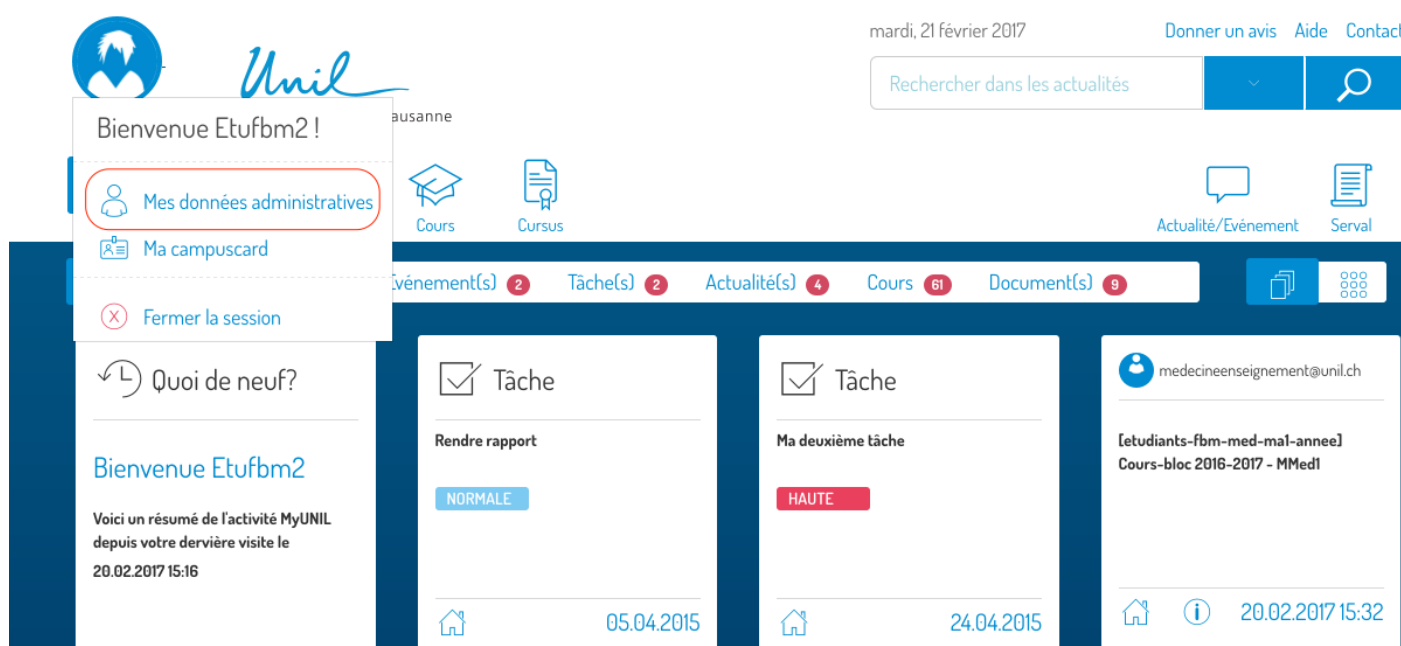 mardi, 21 février 2017
Donner un avis Aide Contact
Unil
Rechercher dans les actualités
ausanne
Bienvenue Etufbm2 !
Mes données administratives
Ma campuscard
Fermer la session
Cours
Cursus
Actualité/Evénement
Serval
Evénement(s) 2
Tâche(s) 2
Actualité(s) 4
Cours 61
Document(s) 9
Quoi de neuf?
Bienvenue Etufbm2
Voici un résumé de l'activité MyUNIL
depuis votre dervière visite le
20.02.2017 15:16
Tâche
Rendre rapport
NORMALE
05.04.2015
Tâche
Ma deuxième tâche
HAUTE
24.04.2015
medecineenseignement@unil.ch
[etudiants-fbm-med-ma1-annee]
Cours-bloc 2016-2017 - MMed1
20.02.2017 15:32